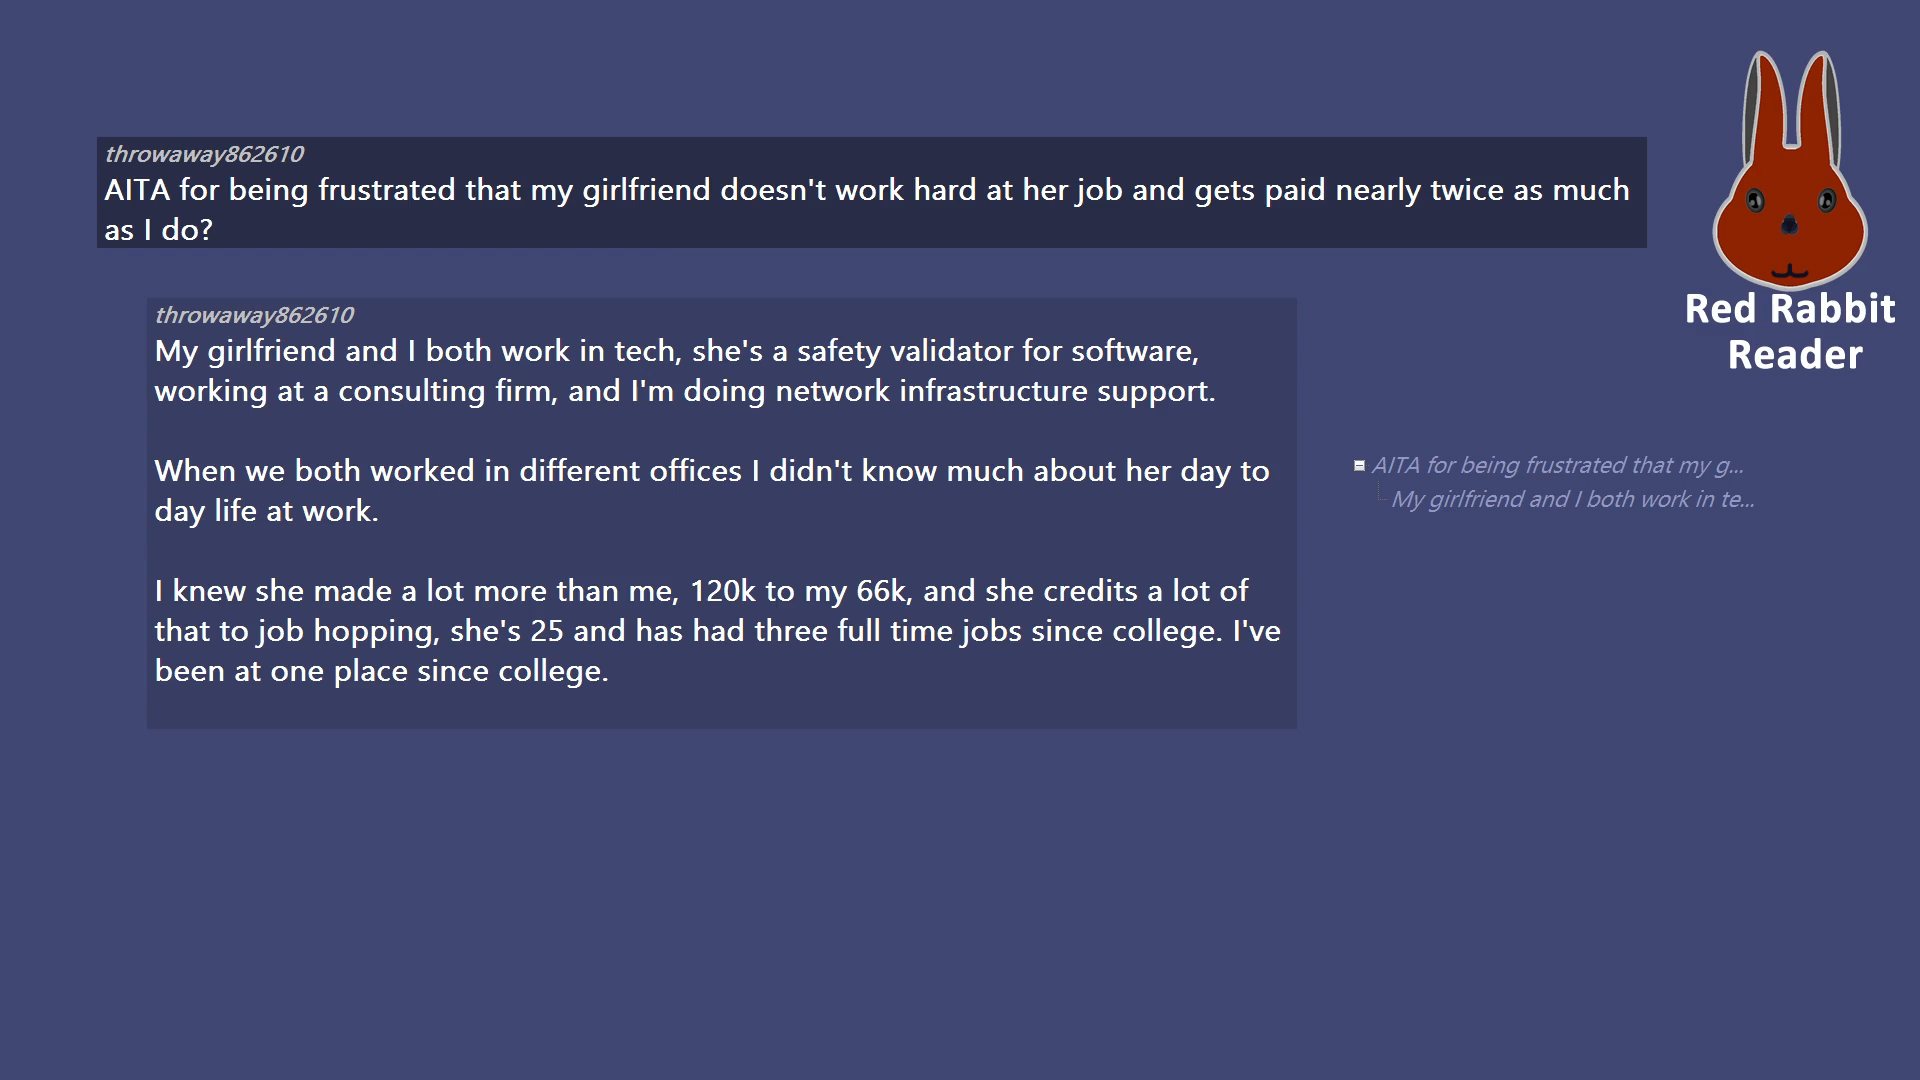 throwaway862610
AITA for being frustrated that my girlfriend doesn't work hard at her job and gets paid nearly twice as much
as I do?
throwaway862610
My girlfriend and I both work in tech, she's a safety validator for software,
working at a consulting firm, and I'm doing network infrastructure support.
When we both worked in different offices I didn't know much about her day to
day life at work.
I knew she made a lot more than me, 120k to my 66k, and she credits a lot of
that to job hopping, she's 25 and has had three full time jobs since college. I've
been at one place since college.
Red Rabbit
Reader
AITA for being frustrated that my g...
My girlfriend and I both work in te...